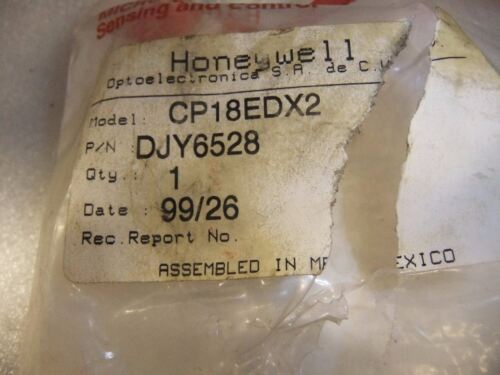 Sensing and Control
Honeywell
Optoelectronica S.A. de C.V
Model: CP18EDX2
P/N : DJY6528
Qty. : 1
Date : 99/26
Rec.Report No.
ASSEMBLED IN